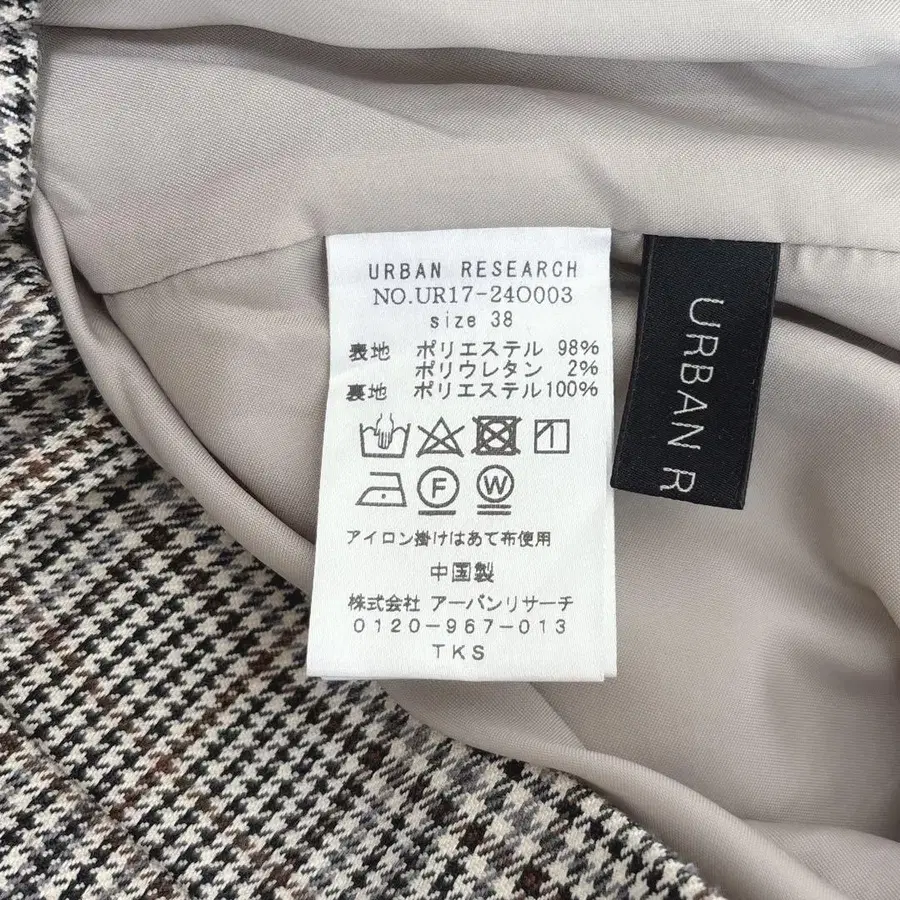 URBAN RESEARCH
NO.UR17-240003
size 38
表地 ポリエステル 98%
ポリウレタン 2%
裏地 ポリエステル100%
F W
アイロン掛けはあて布使用
中国製
株式会社 アーバンリサーチ
0120-967-013
TKS
URBAN R